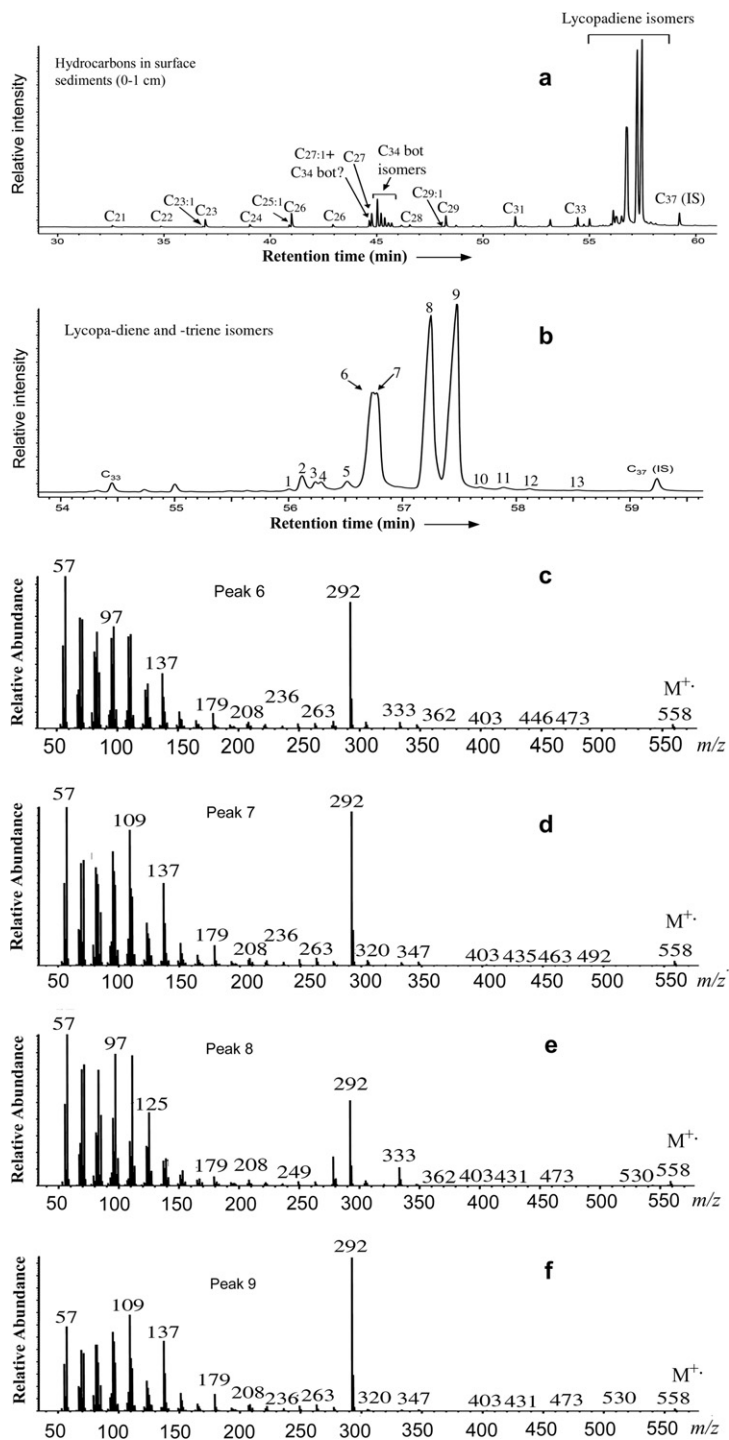 Lycopadiene isomers
Hydrocarbons in surface
sediments (0-1 cm)
a
Relative intensity
C27:1+
C34 bot?
C27
C34 bot
isomers
C21
C22
C23:1
C23
C24
C25:1
C26
C26
C28
C29:1
C29
C31
C33
C37 (IS)
30 35 40 45 50 55 60
Retention time (min)
Lycopa-diene and -triene isomers
b
Relative intensity
C33
1 2 3 4 5 6 7 8 9 10 11 12 13
C37 (IS)
54 55 56 57 58 59
Retention time (min)
Relative Abundance
Peak 6
c
57 97 137 179 208 236 263 292 333 362 403 446 473 558
M+·
50 100 150 200 250 300 350 400 450 500 550 m/z
Relative Abundance
Peak 7
d
57 109 137 179 208 236 263 292 320 347 403 435 463 492 558
M+·
50 100 150 200 250 300 350 400 450 500 550 m/z
Relative Abundance
Peak 8
e
57 97 125 179 208 249 292 333 362 403 431 473 530 558
M+·
50 100 150 200 250 300 350 400 450 500 550 m/z
Relative Abundance
Peak 9
f
57 109 137 179 208 236 263 292 320 347 403 431 473 530 558
M+·
50 100 150 200 250 300 350 400 450 500 550 m/z